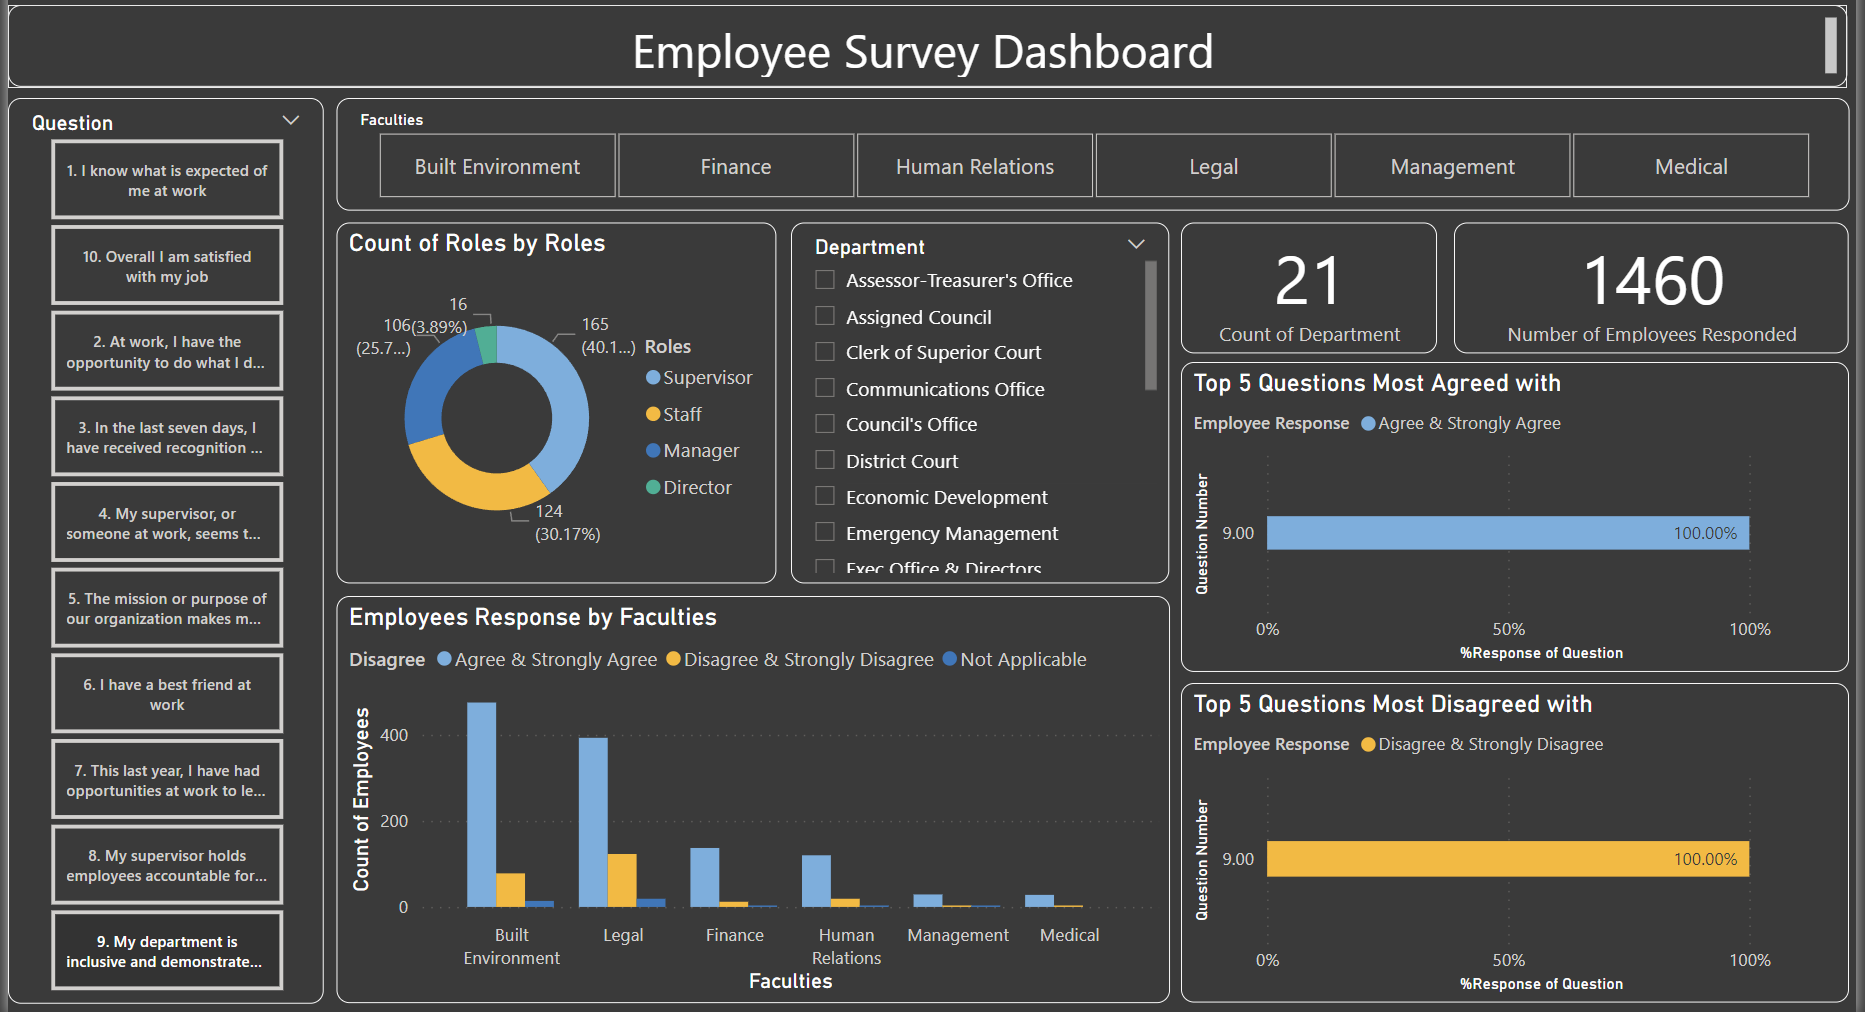 Employee Survey Dashboard
Question
1. I know what is expected of
me at work
10. Overall I am satisfied
with my job
2. At work, I have the
opportunity to do what I d...
3. In the last seven days, I
have received recognition ...
4. My supervisor, or
someone at work, seems t...
5. The mission or purpose of
our organization makes m...
6. I have a best friend at
work
7. This last year, I have had
opportunities at work to le...
8. My supervisor holds
employees accountable for...
9. My department is
inclusive and demonstrate...
Faculties
Built Environment
Finance
Human Relations
Legal
Management
Medical
Count of Roles by Roles
16
(3.89%)
106
(25.7...)
165
(40.1...)
124
(30.17%)
Roles
Supervisor
Staff
Manager
Director
Department
Assessor-Treasurer's Office
Assigned Council
Clerk of Superior Court
Communications Office
Council's Office
District Court
Economic Development
Emergency Management
Exec Office & Directors
21
Count of Department
1460
Number of Employees Responded
Top 5 Questions Most Agreed with
Employee Response Agree & Strongly Agree
Question Number
9.00
100.00%
0% 50% 100%
%Response of Question
Employees Response by Faculties
Disagree Agree & Strongly Agree Disagree & Strongly Disagree Not Applicable
Count of Employees
400
200
0
Built
Environment
Legal
Finance
Human
Relations
Management
Medical
Faculties
Top 5 Questions Most Disagreed with
Employee Response Disagree & Strongly Disagree
Question Number
9.00
100.00%
0% 50% 100%
%Response of Question